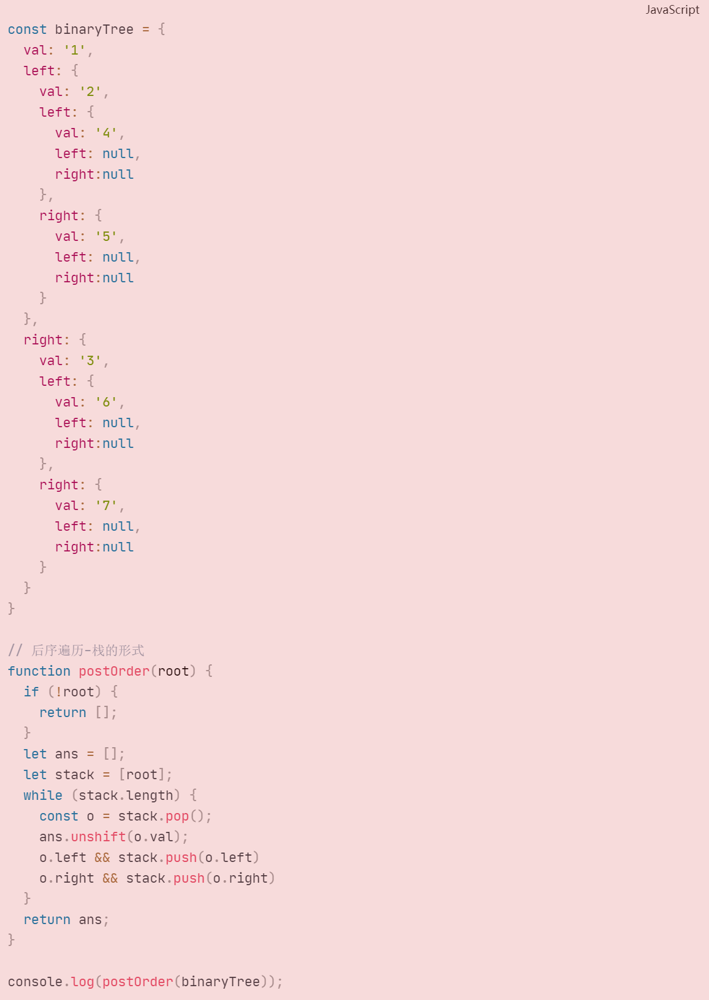 JavaScript
const binaryTree = {
  val: '1',
  left: {
    val: '2',
    left: {
      val: '4',
      left: null,
      right:null
    },
    right: {
      val: '5',
      left: null,
      right:null
    }
  },
  right: {
    val: '3',
    left: {
      val: '6',
      left: null,
      right:null
    },
    right: {
      val: '7',
      left: null,
      right:null
    }
  }
}

// 后序遍历-栈的形式
function postOrder(root) {
  if (!root) {
    return [];
  }
  let ans = [];
  let stack = [root];
  while (stack.length) {
    const o = stack.pop();
    ans.unshift(o.val);
    o.left && stack.push(o.left)
    o.right && stack.push(o.right)
  }
  return ans;
}

console.log(postOrder(binaryTree));